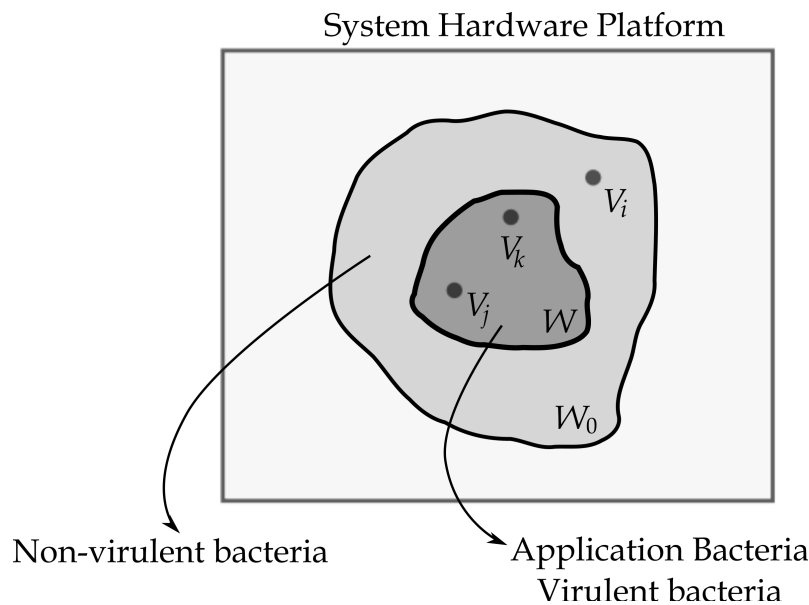 System Hardware Platform
V_i
V_k
V_j
W
W_0
Non-virulent bacteria
Application Bacteria
Virulent bacteria